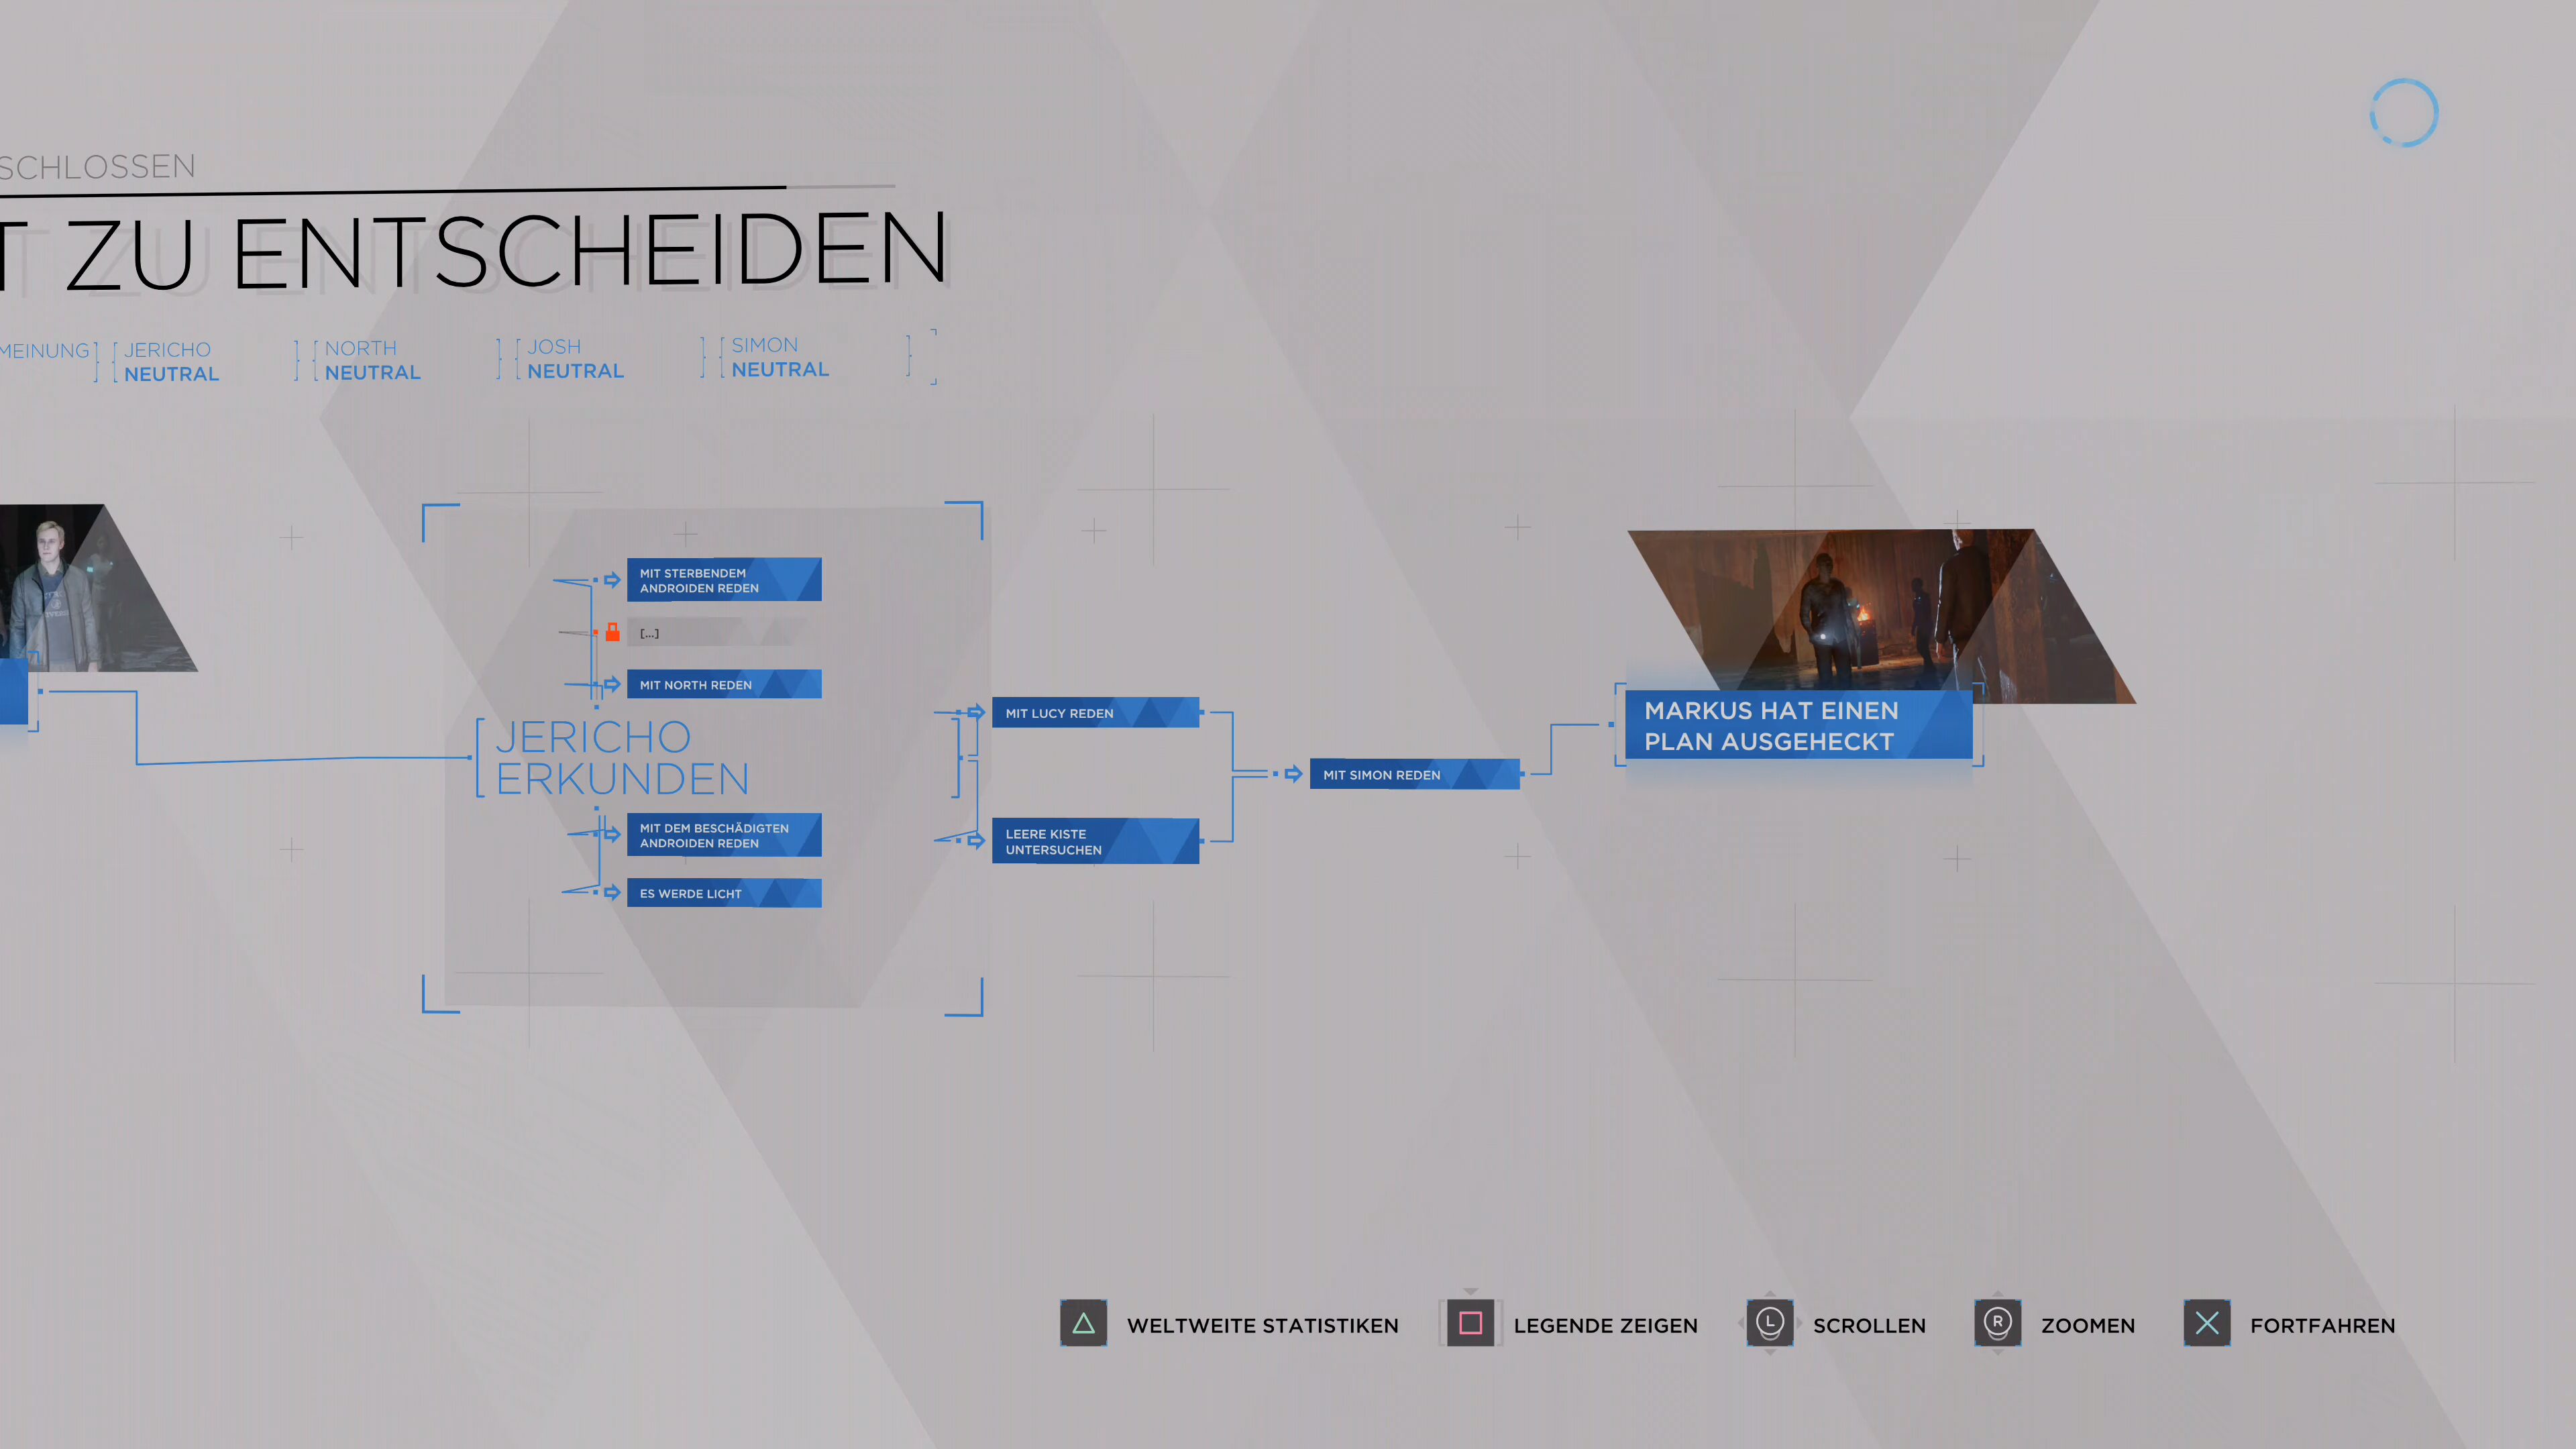 SCHLOSSEN
T ZU ENTSCHEIDEN
MEINUNG
JERICHO
NEUTRAL
NORTH
NEUTRAL
JOSH
NEUTRAL
SIMON
NEUTRAL
MIT STERBENDEM
ANDROIDEN REDEN
[...]
MIT NORTH REDEN
JERICHO
ERKUNDEN
MIT DEM BESCHÄDIGTEN
ANDROIDEN REDEN
ES WERDE LICHT
MIT LUCY REDEN
LEERE KISTE
UNTERSUCHEN
MIT SIMON REDEN
MARKUS HAT EINEN
PLAN AUSGEHECKT
WELTWEITE STATISTIKEN
LEGENDE ZEIGEN
L SCROLLEN
R ZOOMEN
FORTFAHREN